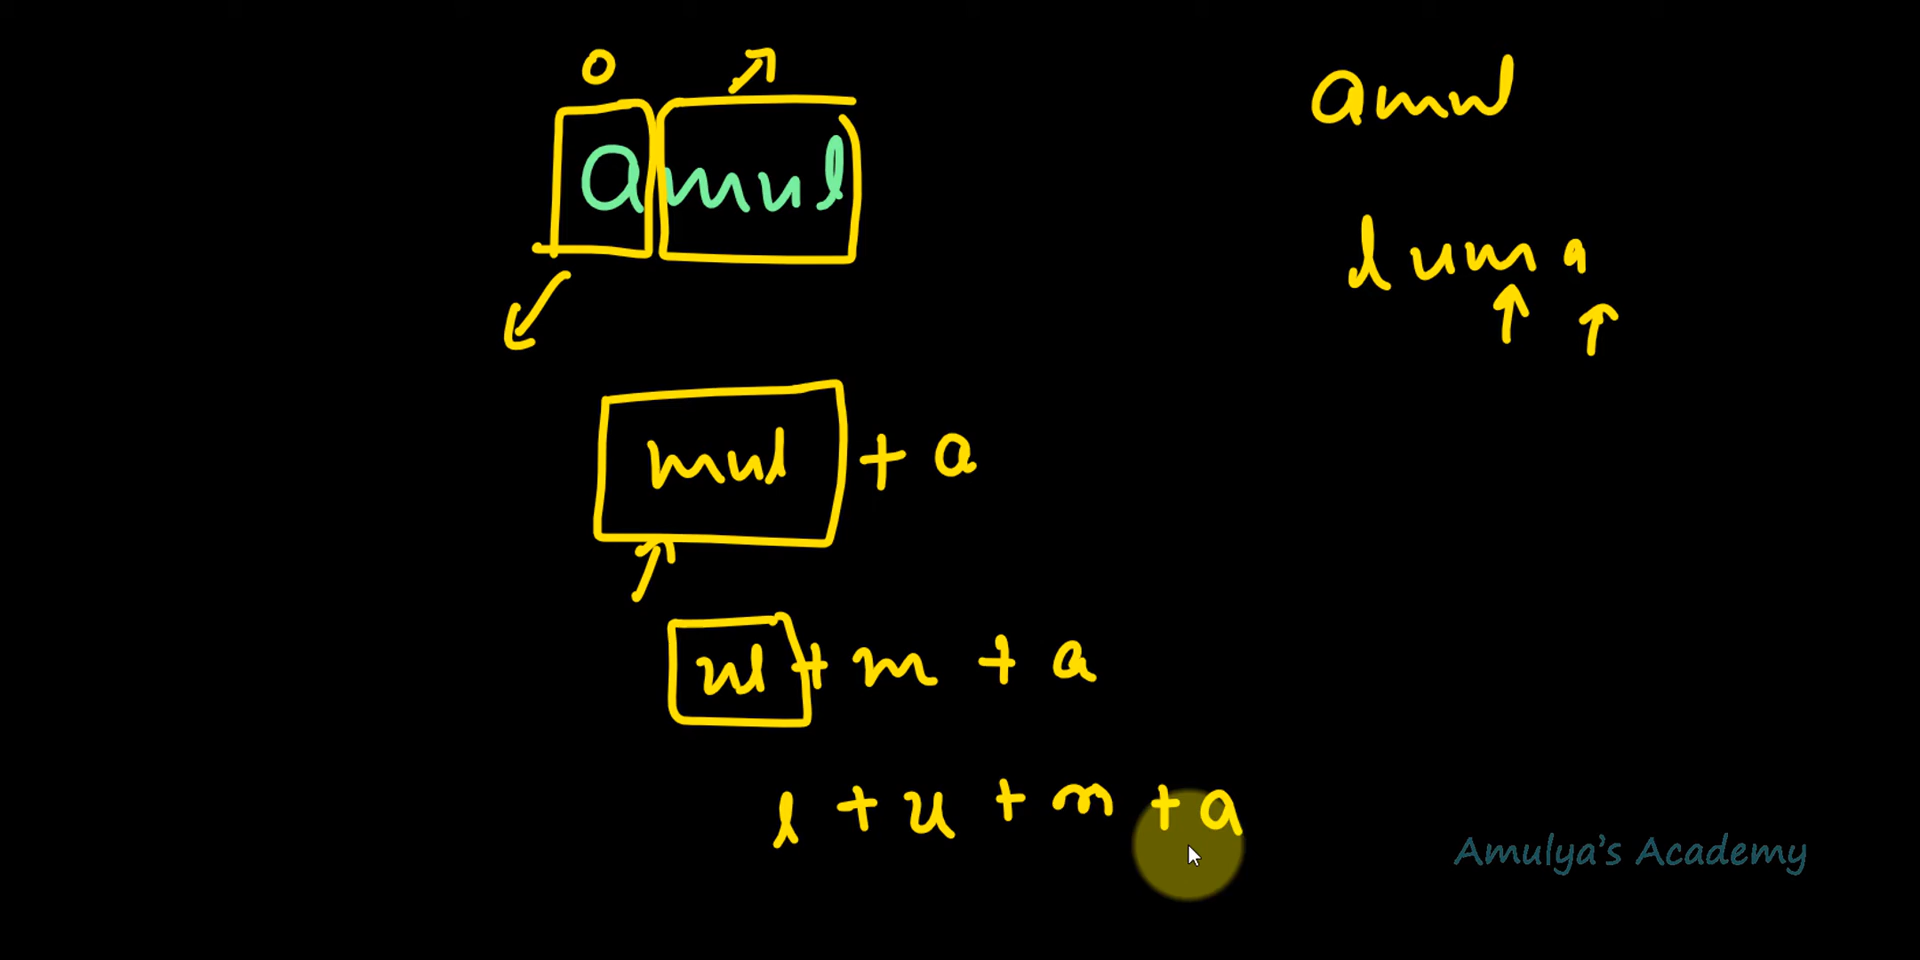 0
amul
amul
luma
mul + a
ul + m + a
l + u + m + a
Amulya's Academy